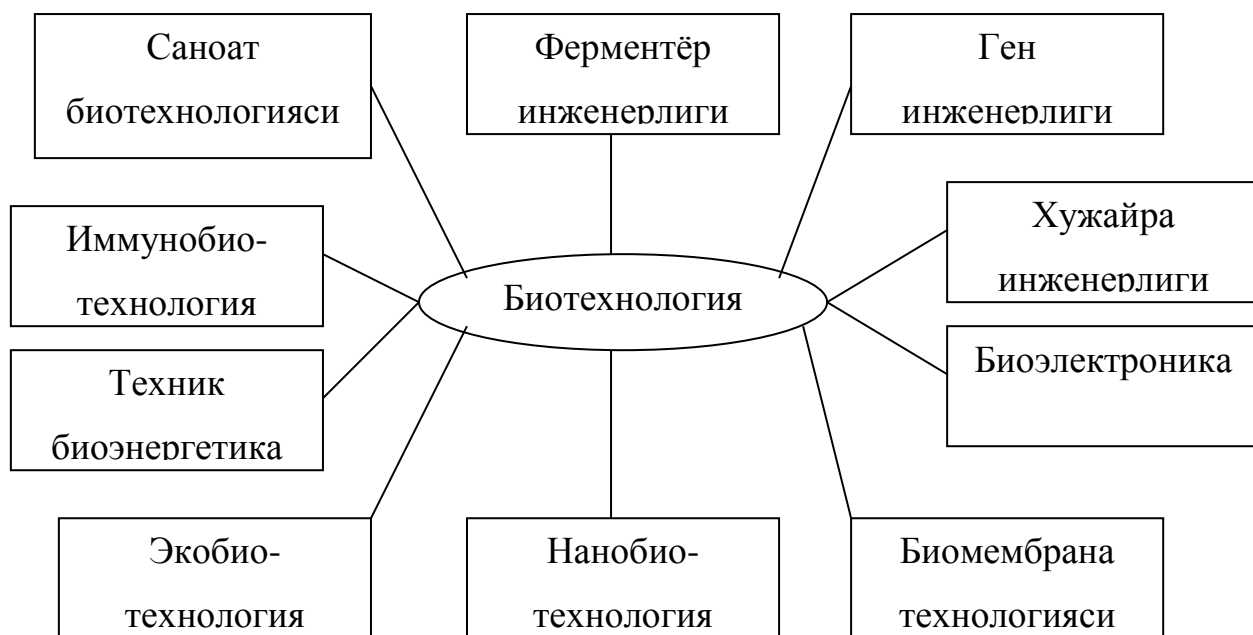 Саноат
биотехнологияси
Ферментёр
инженерлиги
Ген
инженерлиги
Иммунобио-
технология
Хужайра
инженерлиги
Биотехнология
Техник
биоэнергетика
Биоэлектроника
Экобио-
технология
Нанобио-
технология
Биомембрана
технологияси